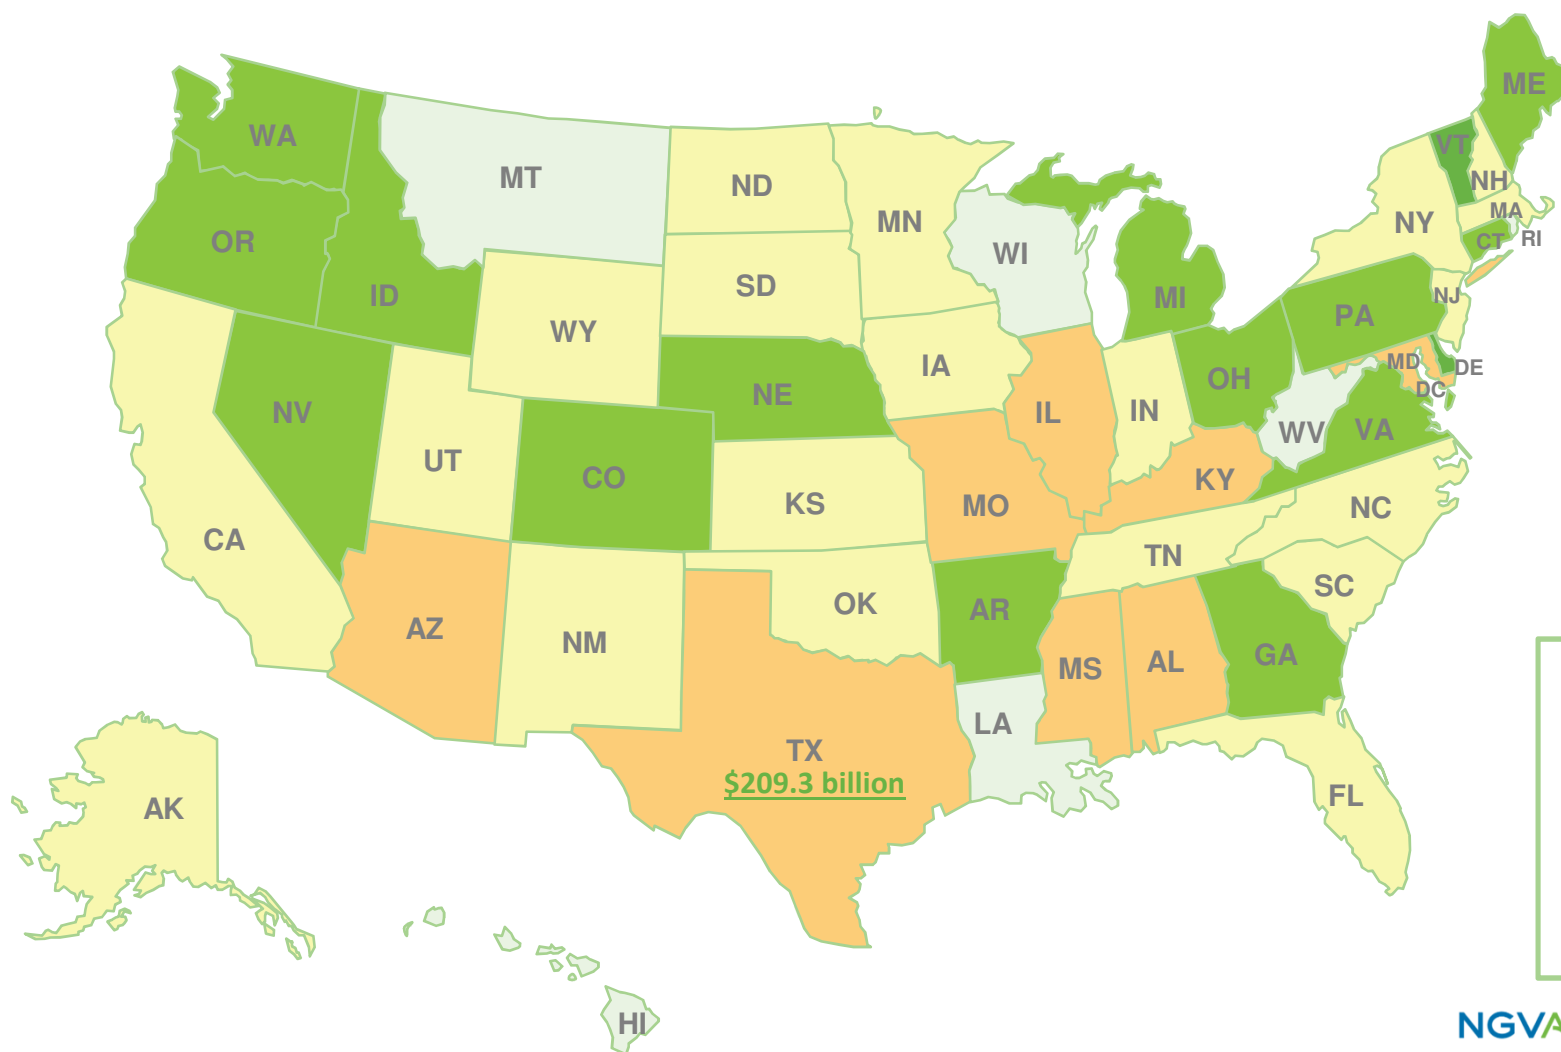 ME
WA
VT
MT
ND
NH
MN
MA
NY
OR
CT
RI
WI
SD
ID
MI
NJ
PA
WY
IA
MD
DE
OH
NE
DC
NV
IL
IN
WV
VA
UT
CO
KY
KS
MO
NC
CA
TN
SC
OK
AR
AZ
NM
GA
MS
AL
LA
TX
$209.3 billion
FL
AK
HI
NGVA